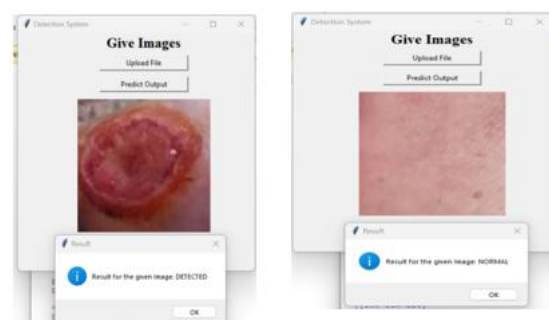 Detection System
Give Images
Upload File
Predict Output
Result
Result for the given image: DETECTED
OK
Detection System
Give Images
Upload File
Predict Output
Result
Result for the given image: NORMAL
OK